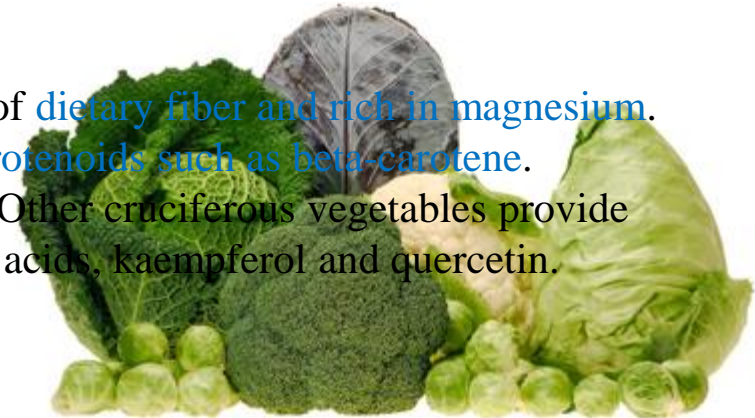 of dietary fiber and rich in magnesium.
rotenoids such as beta-carotene.
Other cruciferous vegetables provide
acids, kaempferol and quercetin.